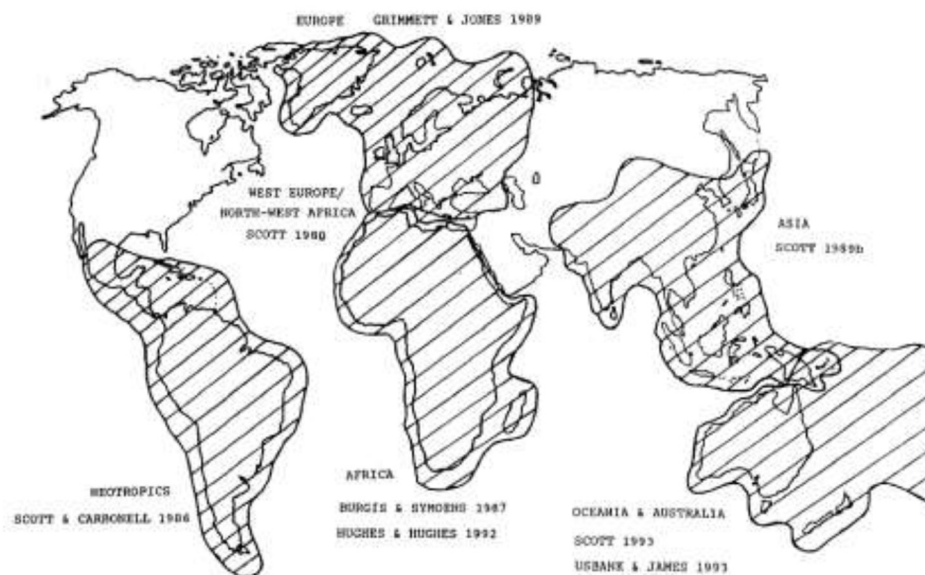 EUROPE GRIMMETT & JONES 1989
WEST EUROPE/
NORTH-WEST AFRICA
SCOTT 1980
ASIA
SCOTT 1989b
NEOTROPICS
SCOTT & CARBONELL 1986
AFRICA
BURGIS & SYMOENS 1987
HUGHES & HUGHES 1992
OCEANIA & AUSTRALIA
SCOTT 1993
USBANK & JAMES 1993